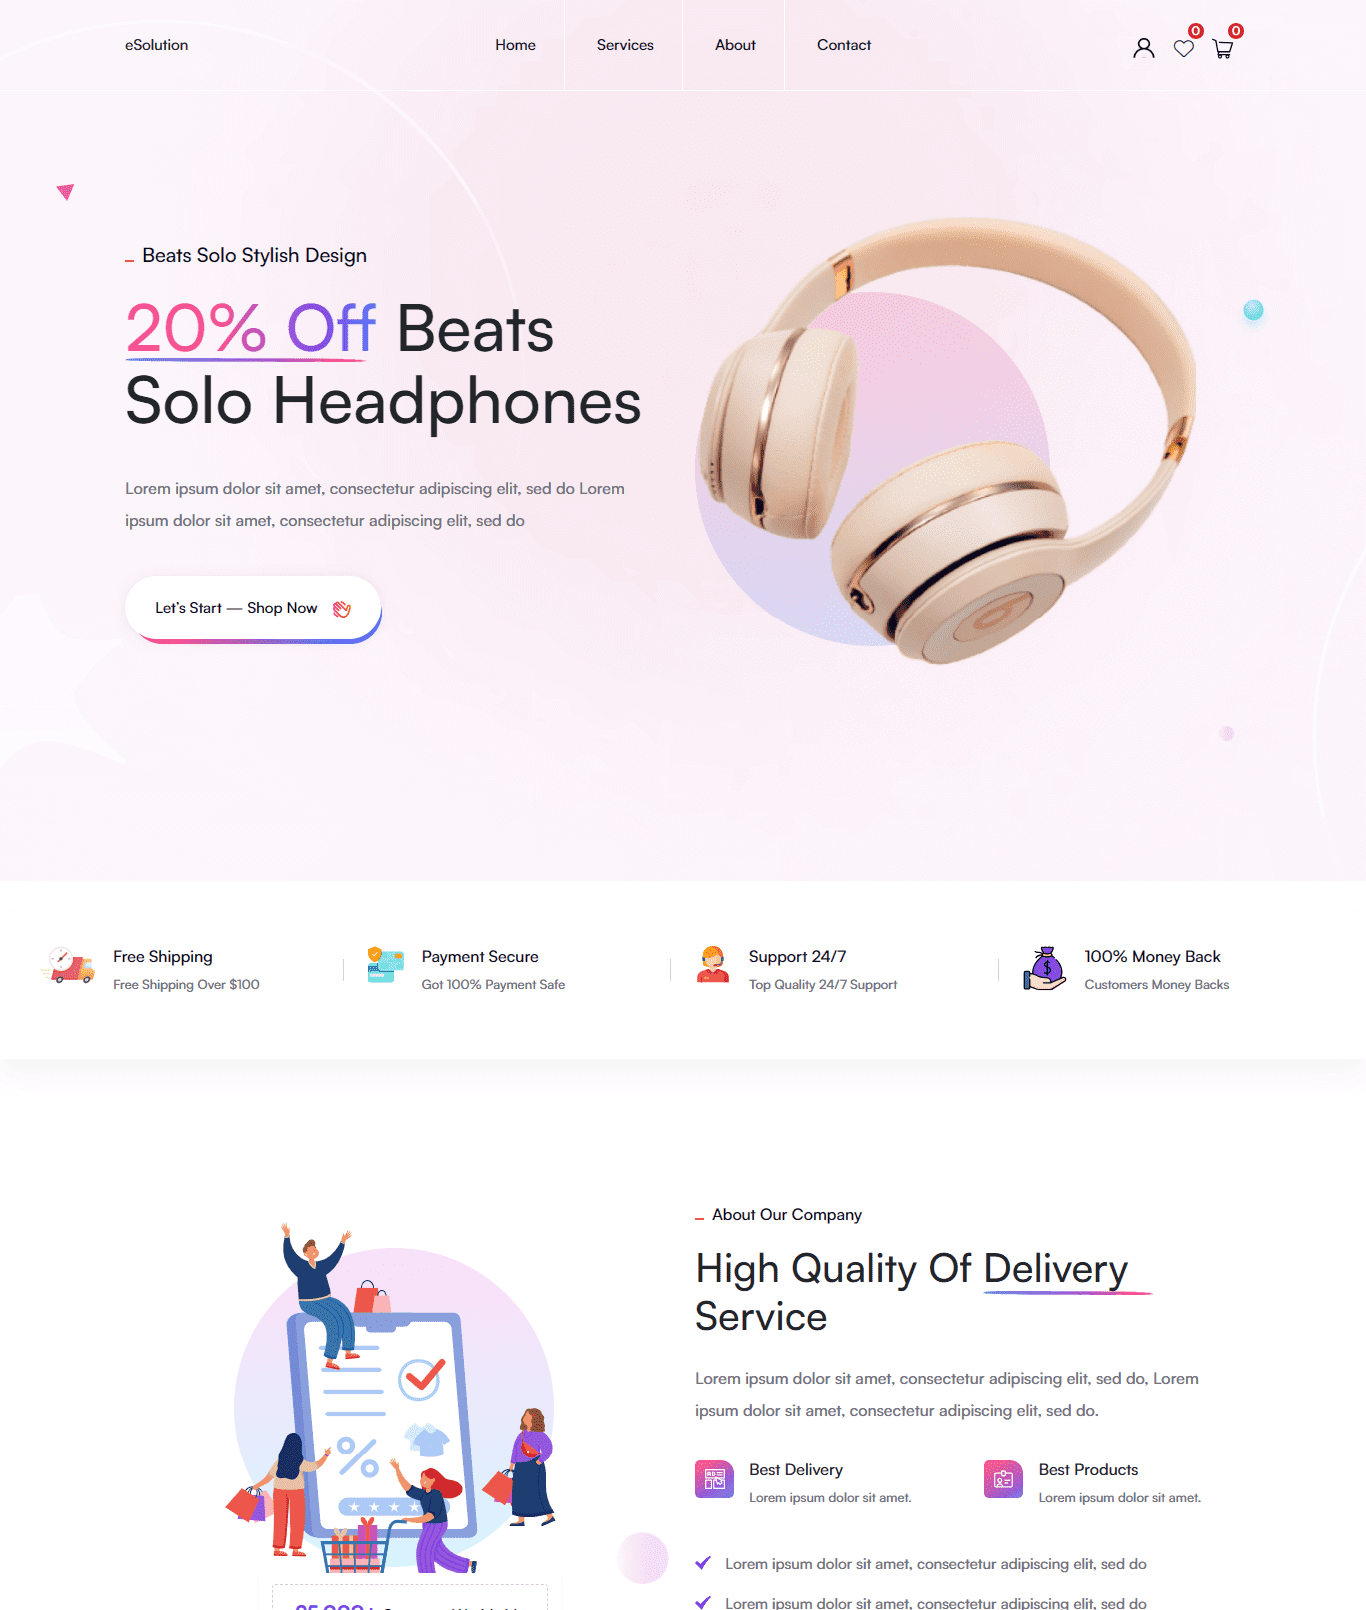 eSolution
Home
Services
About
Contact
0
0
Beats Solo Stylish Design
20% Off Beats
Solo Headphones
Lorem ipsum dolor sit amet, consectetur adipiscing elit, sed do Lorem
ipsum dolor sit amet, consectetur adipiscing elit, sed do
Let's Start — Shop Now
Free Shipping
Free Shipping Over $100
Payment Secure
Got 100% Payment Safe
Support 24/7
Top Quality 24/7 Support
100% Money Back
Customers Money Backs
About Our Company
High Quality Of Delivery
Service
Lorem ipsum dolor sit amet, consectetur adipiscing elit, sed do, Lorem
ipsum dolor sit amet, consectetur adipiscing elit, sed do.
Best Delivery
Lorem ipsum dolor sit amet.
Best Products
Lorem ipsum dolor sit amet.
Lorem ipsum dolor sit amet, consectetur adipiscing elit, sed do
Lorem ipsum dolor sit amet, consectetur adipiscing elit, sed do